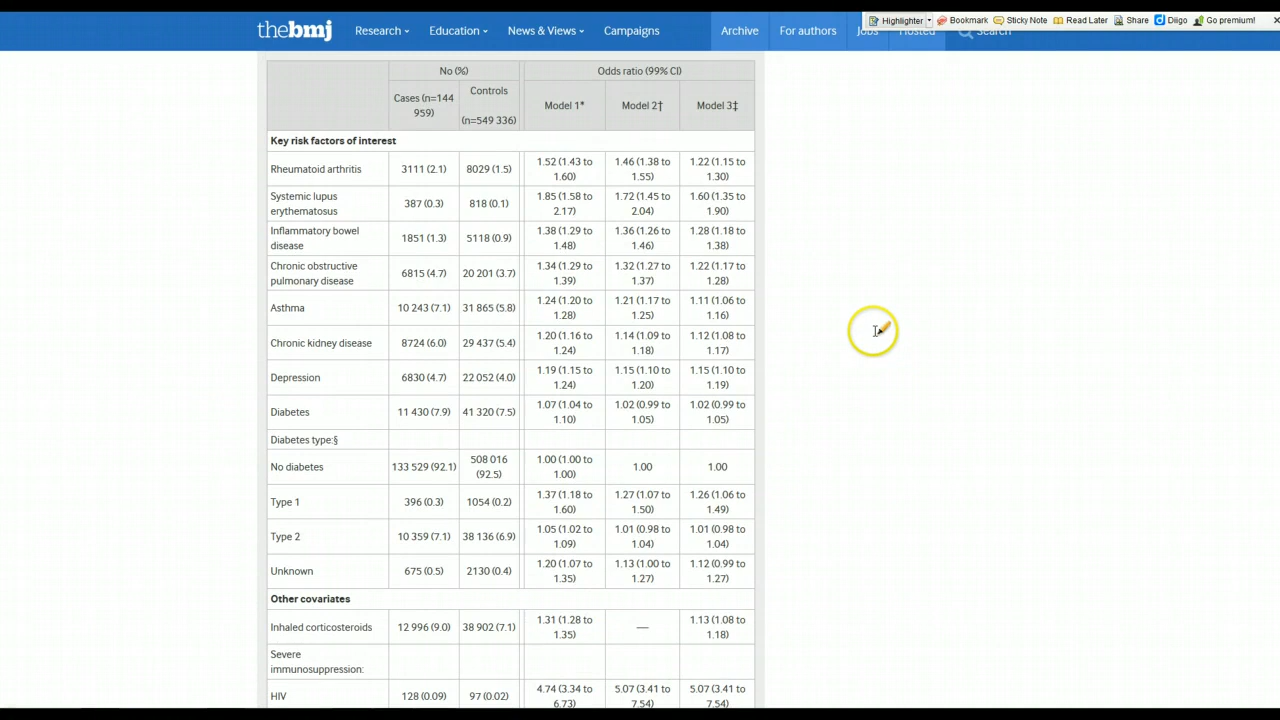 Highlighter Bookmark Sticky Note Read Later Share Diigo Go premium!
thebmj Research Education News & Views Campaigns Archive For authors Jobs Hosted Search
No (%) Odds ratio (99% CI)
Cases (n=144
959)
Controls
(n=549 336)
Model 1* Model 2† Model 3‡
Key risk factors of interest
Rheumatoid arthritis 3111 (2.1) 8029 (1.5) 1.52 (1.43 to 1.46 (1.38 to 1.22 (1.15 to
1.60) 1.55) 1.30)
Systemic lupus 387 (0.3) 818 (0.1) 1.85 (1.58 to 1.72 (1.45 to 1.60 (1.35 to
erythematosus 2.17) 2.04) 1.90)
Inflammatory bowel 1851 (1.3) 5118 (0.9) 1.38 (1.29 to 1.36 (1.26 to 1.28 (1.18 to
disease 1.48) 1.46) 1.38)
Chronic obstructive 6815 (4.7) 20 201 (3.7) 1.34 (1.29 to 1.32 (1.27 to 1.22 (1.17 to
pulmonary disease 1.39) 1.37) 1.28)
Asthma 10 243 (7.1) 31 865 (5.8) 1.24 (1.20 to 1.21 (1.17 to 1.11 (1.06 to
1.28) 1.25) 1.16)
Chronic kidney disease 8724 (6.0) 29 437 (5.4) 1.20 (1.16 to 1.14 (1.09 to 1.12 (1.08 to
1.24) 1.18) 1.17)
Depression 6830 (4.7) 22 052 (4.0) 1.19 (1.15 to 1.15 (1.10 to 1.15 (1.10 to
1.24) 1.20) 1.19)
Diabetes 11 430 (7.9) 41 320 (7.5) 1.07 (1.04 to 1.02 (0.99 to 1.02 (0.99 to
1.10) 1.05) 1.05)
Diabetes type:§
No diabetes 133 529 (92.1) 508 016 1.00 (1.00 to 1.00 1.00
(92.5) 1.00)
Type 1 396 (0.3) 1054 (0.2) 1.37 (1.18 to 1.27 (1.07 to 1.26 (1.06 to
1.60) 1.50) 1.49)
Type 2 10 359 (7.1) 38 136 (6.9) 1.05 (1.02 to 1.01 (0.98 to 1.01 (0.98 to
1.09) 1.04) 1.04)
Unknown 675 (0.5) 2130 (0.4) 1.20 (1.07 to 1.13 (1.00 to 1.12 (0.99 to
1.35) 1.27) 1.27)
Other covariates
Inhaled corticosteroids 12 996 (9.0) 38 902 (7.1) 1.31 (1.28 to — 1.13 (1.08 to
1.35) 1.18)
Severe
immunosuppression:
HIV 128 (0.09) 97 (0.02) 4.74 (3.34 to 5.07 (3.41 to 5.07 (3.41 to
6.73) 7.54) 7.54)